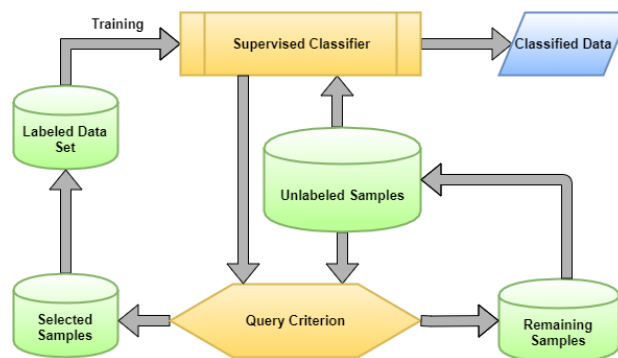 Training
Supervised Classifier
Classified Data
Labeled Data
Set
Unlabeled Samples
Selected
Samples
Query Criterion
Remaining
Samples